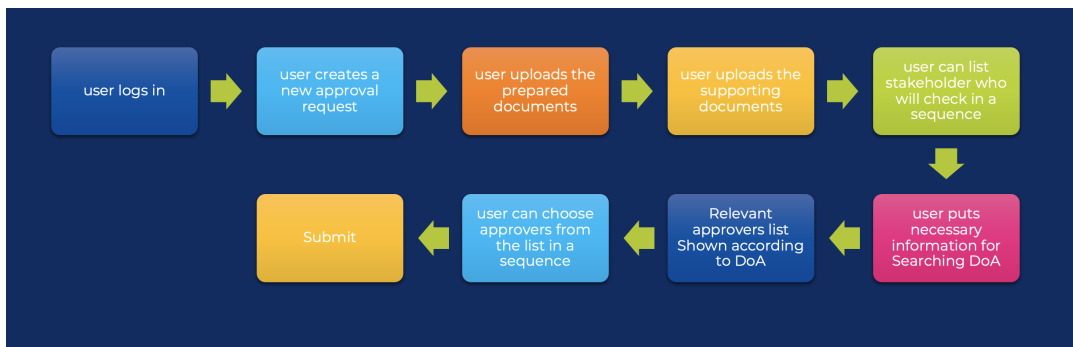 user logs in
user creates a
new approval
request
user uploads the
prepared
documents
user uploads the
supporting
documents
user can list
stakeholder who
will check in a
sequence
user puts
necessary
information for
Searching DoA
Relevant
approvers list
Shown according
to DoA
user can choose
approvers from
the list in a
sequence
Submit